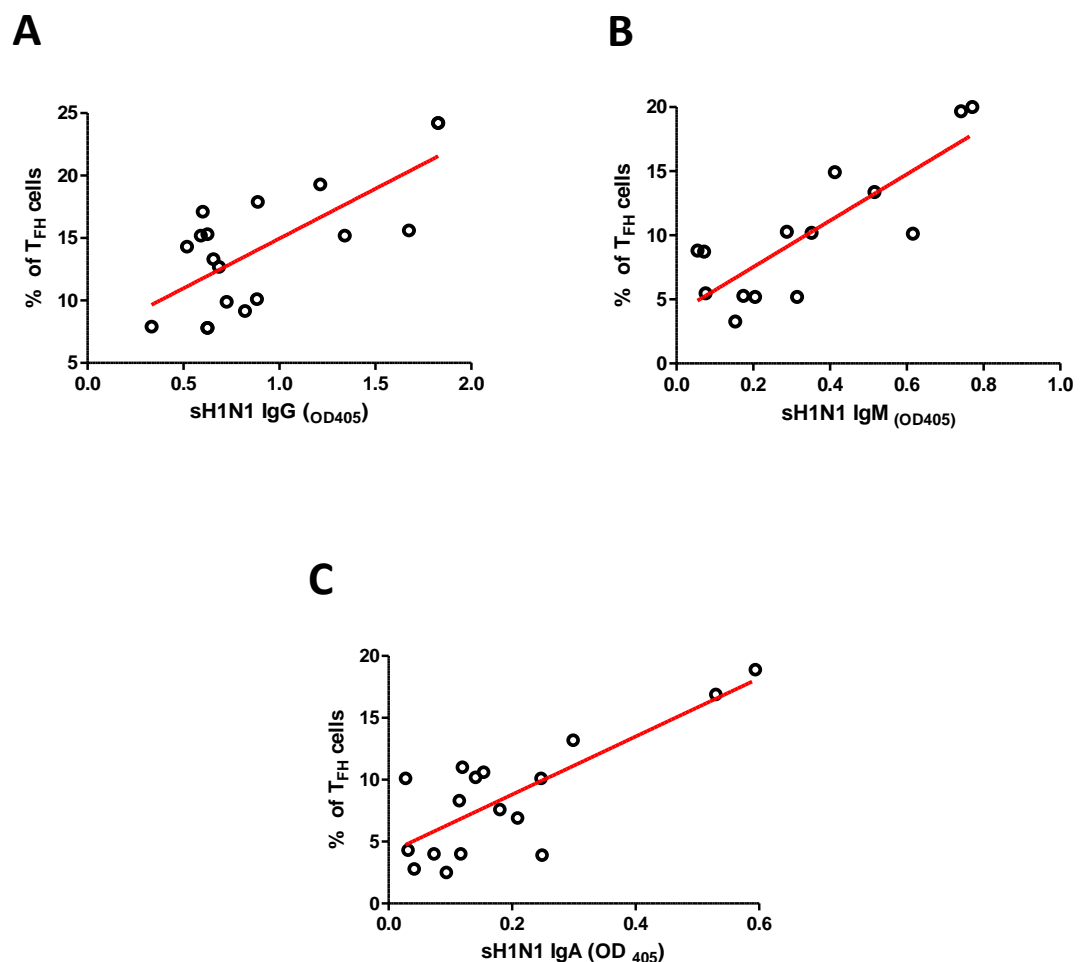 A
B
25
20
15
10
5
% of TFH cells
0.0 0.5 1.0 1.5 2.0
sH1N1 IgG (OD405)
20
15
10
5
0
% of TFH cells
0.0 0.2 0.4 0.6 0.8 1.0
sH1N1 IgM (OD405)
C
20
15
10
5
0
% of TFH cells
0.0 0.2 0.4 0.6
sH1N1 IgA (OD 405)